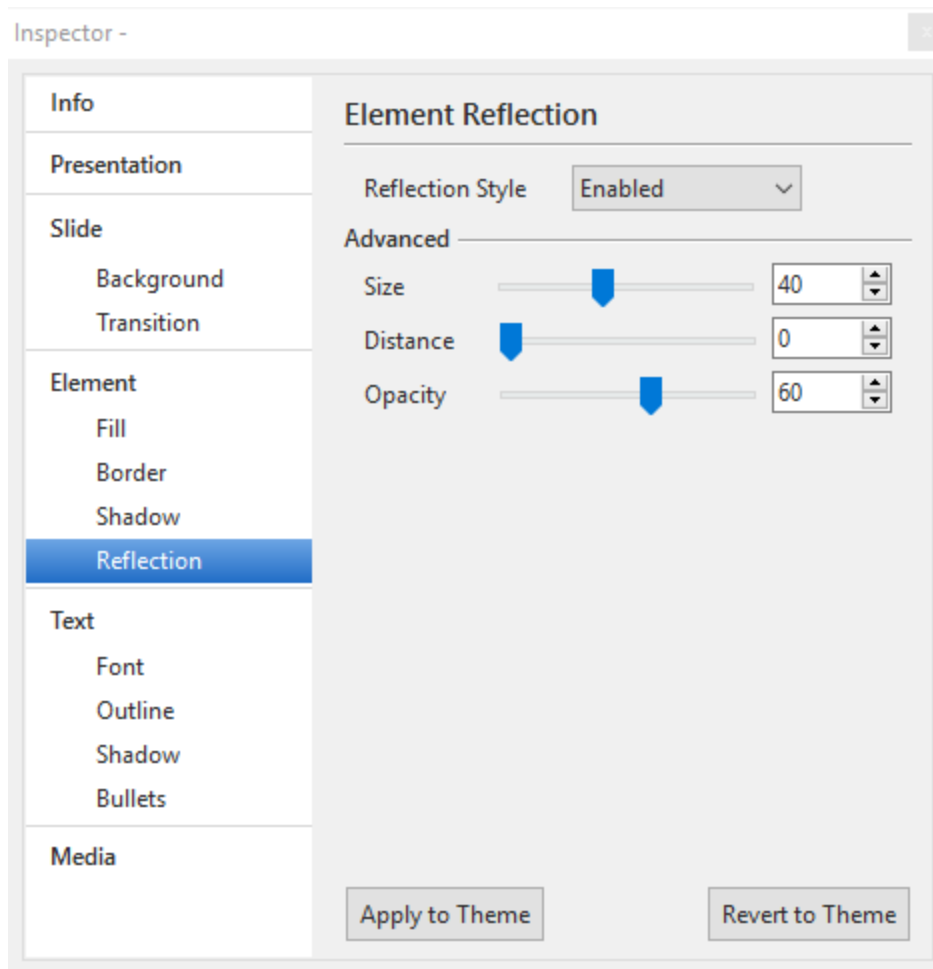 Inspector -
Info
Presentation
Slide
Background
Transition
Element
Fill
Border
Shadow
Reflection
Text
Font
Outline
Shadow
Bullets
Media
Element Reflection
Reflection Style Enabled
Advanced
Size 40
Distance 0
Opacity 60
Apply to Theme Revert to Theme